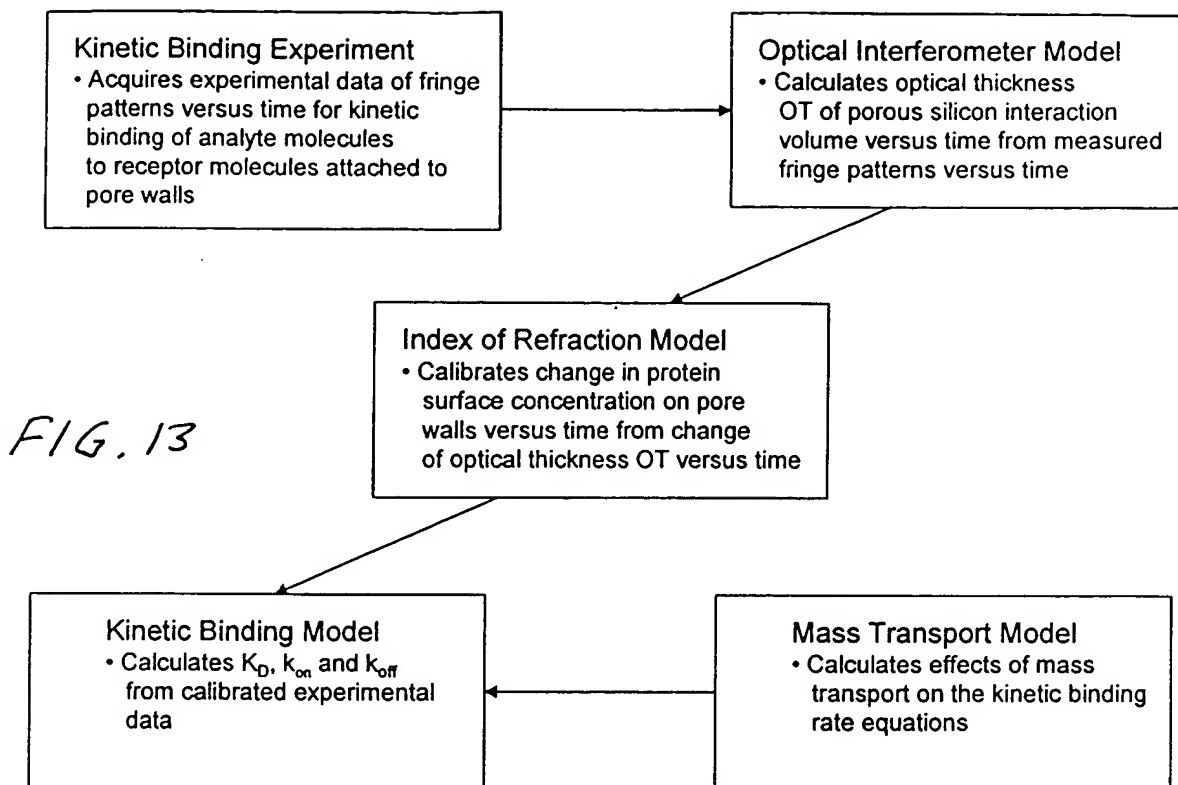 Kinetic Binding Experiment
• Acquires experimental data of fringe
patterns versus time for kinetic
binding of analyte molecules
to receptor molecules attached to
pore walls
Optical Interferometer Model
• Calculates optical thickness
OT of porous silicon interaction
volume versus time from measured
fringe patterns versus time
Index of Refraction Model
• Calibrates change in protein
surface concentration on pore
walls versus time from change
of optical thickness OT versus time
FIG. 13
Kinetic Binding Model
• Calculates K_D, k_on and k_off
from calibrated experimental
data
Mass Transport Model
• Calculates effects of mass
transport on the kinetic binding
rate equations